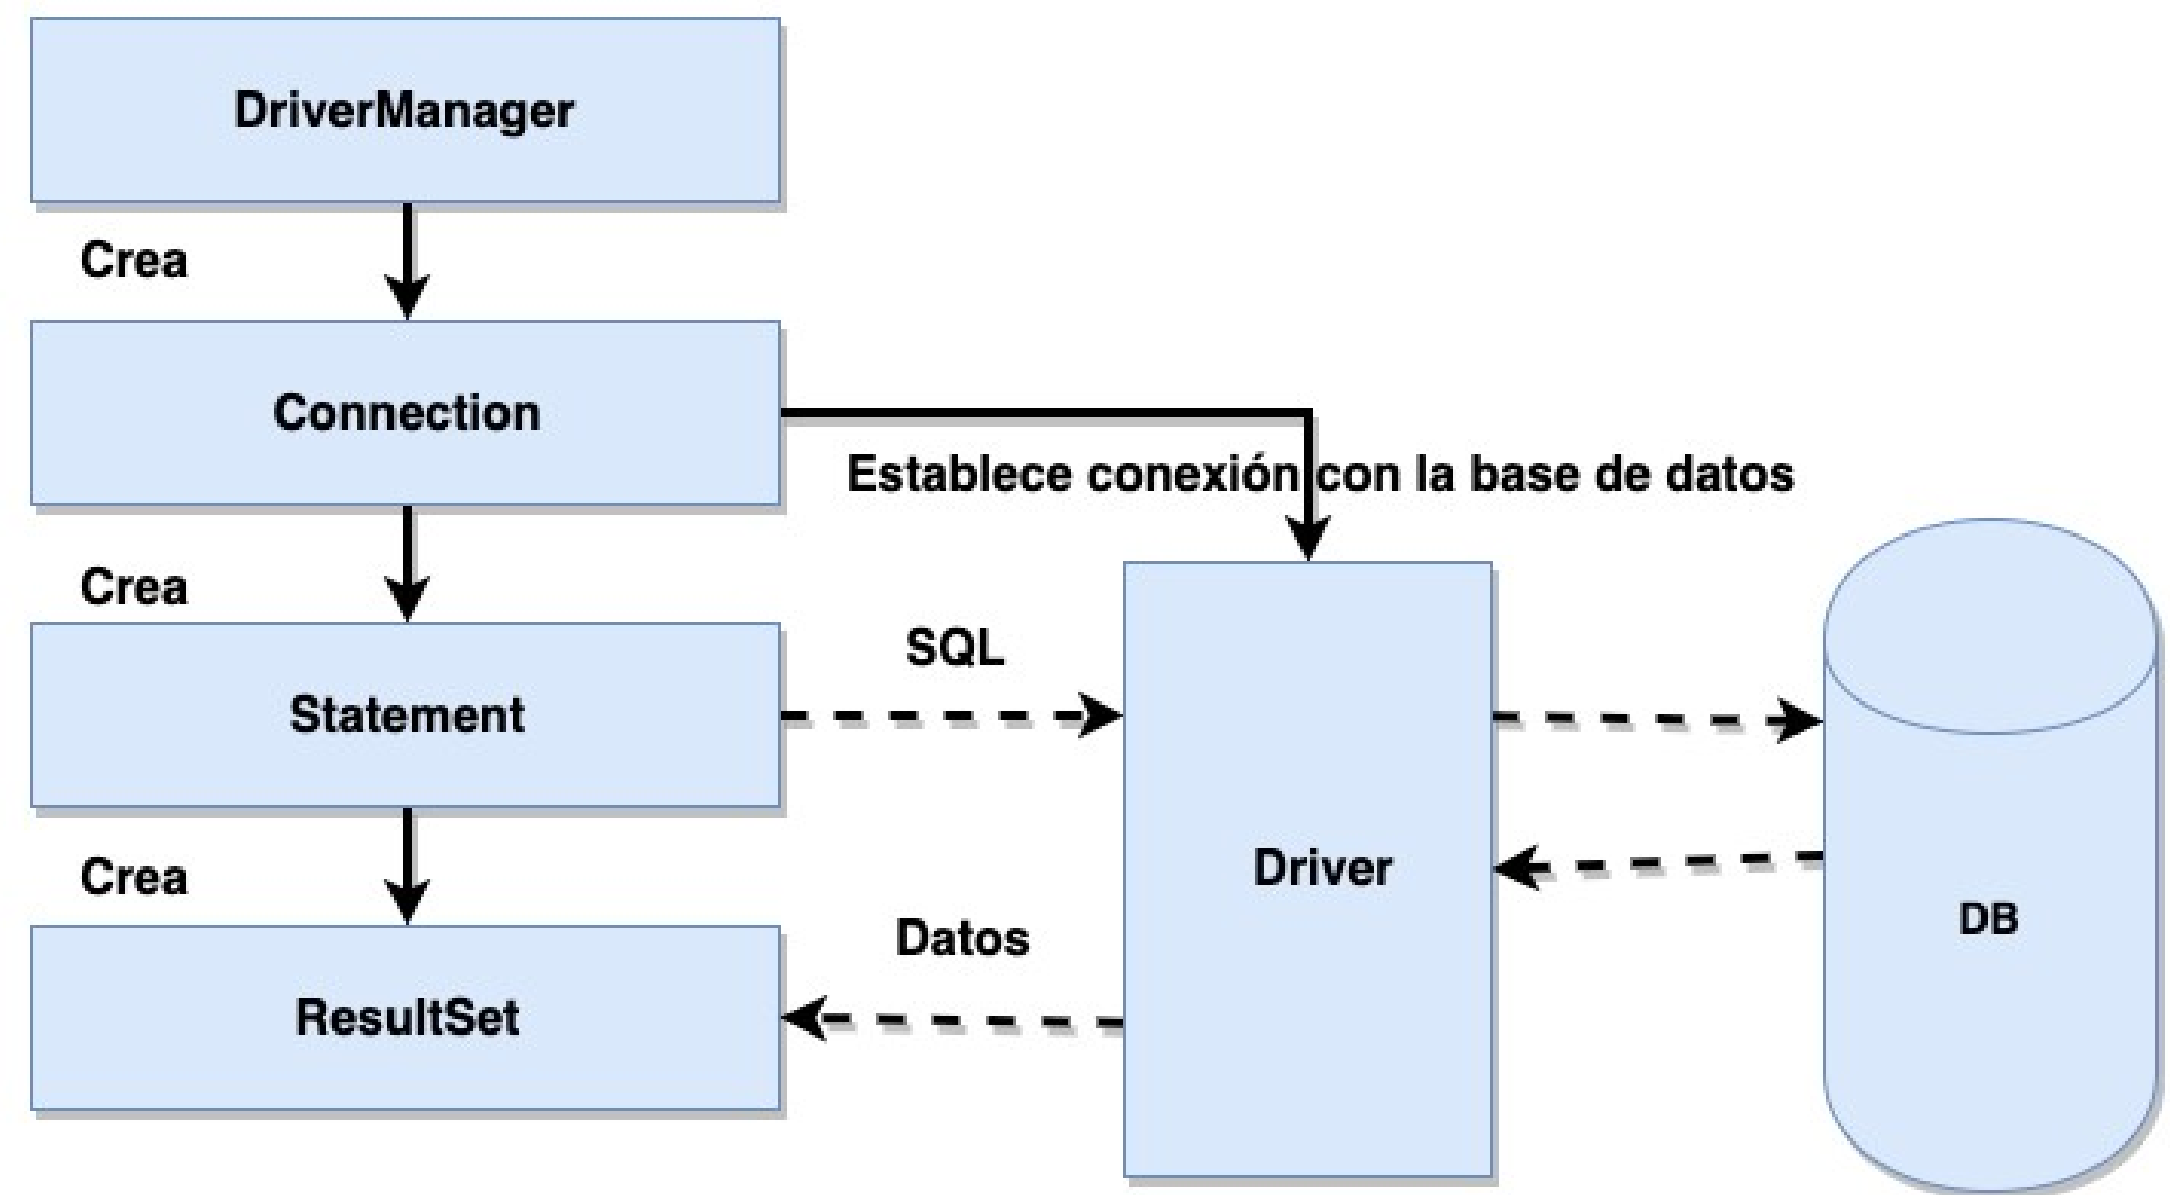 DriverManager
Crea
Connection
Establece conexión con la base de datos
Crea
SQL
Statement
Driver
Crea
DB
Datos
ResultSet